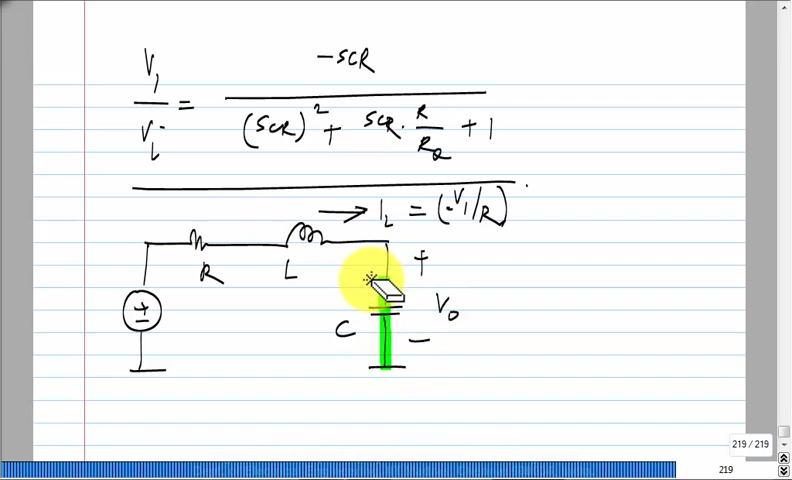 V1/Vi = -SCR / ((SCR)^2 + SCR · R/RQ + 1)
→ IL = (-V1/R)
R L +
+ -
C Vo
-
219 / 219
219